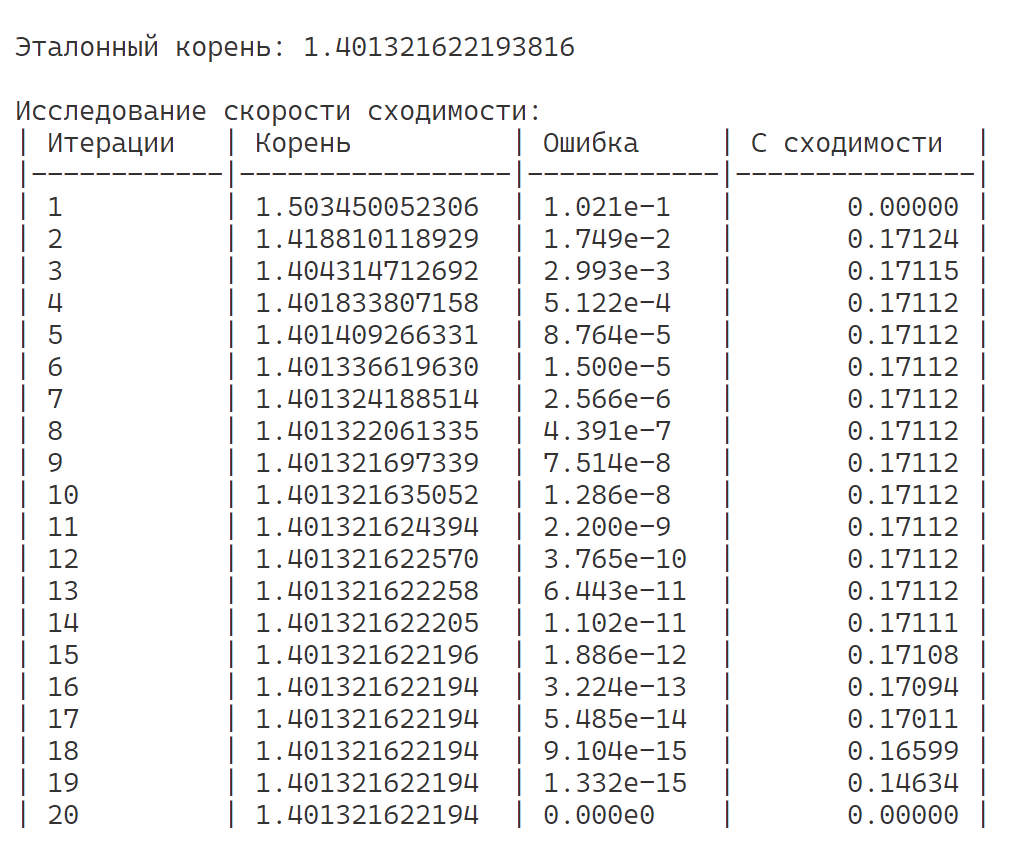 Эталонный корень: 1.401321622193816
Исследование скорости сходимости:
| Итерации   | Корень          | Ошибка     | C сходимости  |
|------------|-----------------|------------|---------------|
| 1          | 1.503450052306  | 1.021e-1   |       0.00000 |
| 2          | 1.418810118929  | 1.749e-2   |       0.17124 |
| 3          | 1.404314712692  | 2.993e-3   |       0.17115 |
| 4          | 1.401833807158  | 5.122e-4   |       0.17112 |
| 5          | 1.401409266331  | 8.764e-5   |       0.17112 |
| 6          | 1.401336619630  | 1.500e-5   |       0.17112 |
| 7          | 1.401324188514  | 2.566e-6   |       0.17112 |
| 8          | 1.401322061335  | 4.391e-7   |       0.17112 |
| 9          | 1.401321697339  | 7.514e-8   |       0.17112 |
| 10         | 1.401321635052  | 1.286e-8   |       0.17112 |
| 11         | 1.401321624394  | 2.200e-9   |       0.17112 |
| 12         | 1.401321622570  | 3.765e-10  |       0.17112 |
| 13         | 1.401321622258  | 6.443e-11  |       0.17112 |
| 14         | 1.401321622205  | 1.102e-11  |       0.17111 |
| 15         | 1.401321622196  | 1.886e-12  |       0.17108 |
| 16         | 1.401321622194  | 3.224e-13  |       0.17094 |
| 17         | 1.401321622194  | 5.485e-14  |       0.17011 |
| 18         | 1.401321622194  | 9.104e-15  |       0.16599 |
| 19         | 1.401321622194  | 1.332e-15  |       0.14634 |
| 20         | 1.401321622194  | 0.000e0    |       0.00000 |